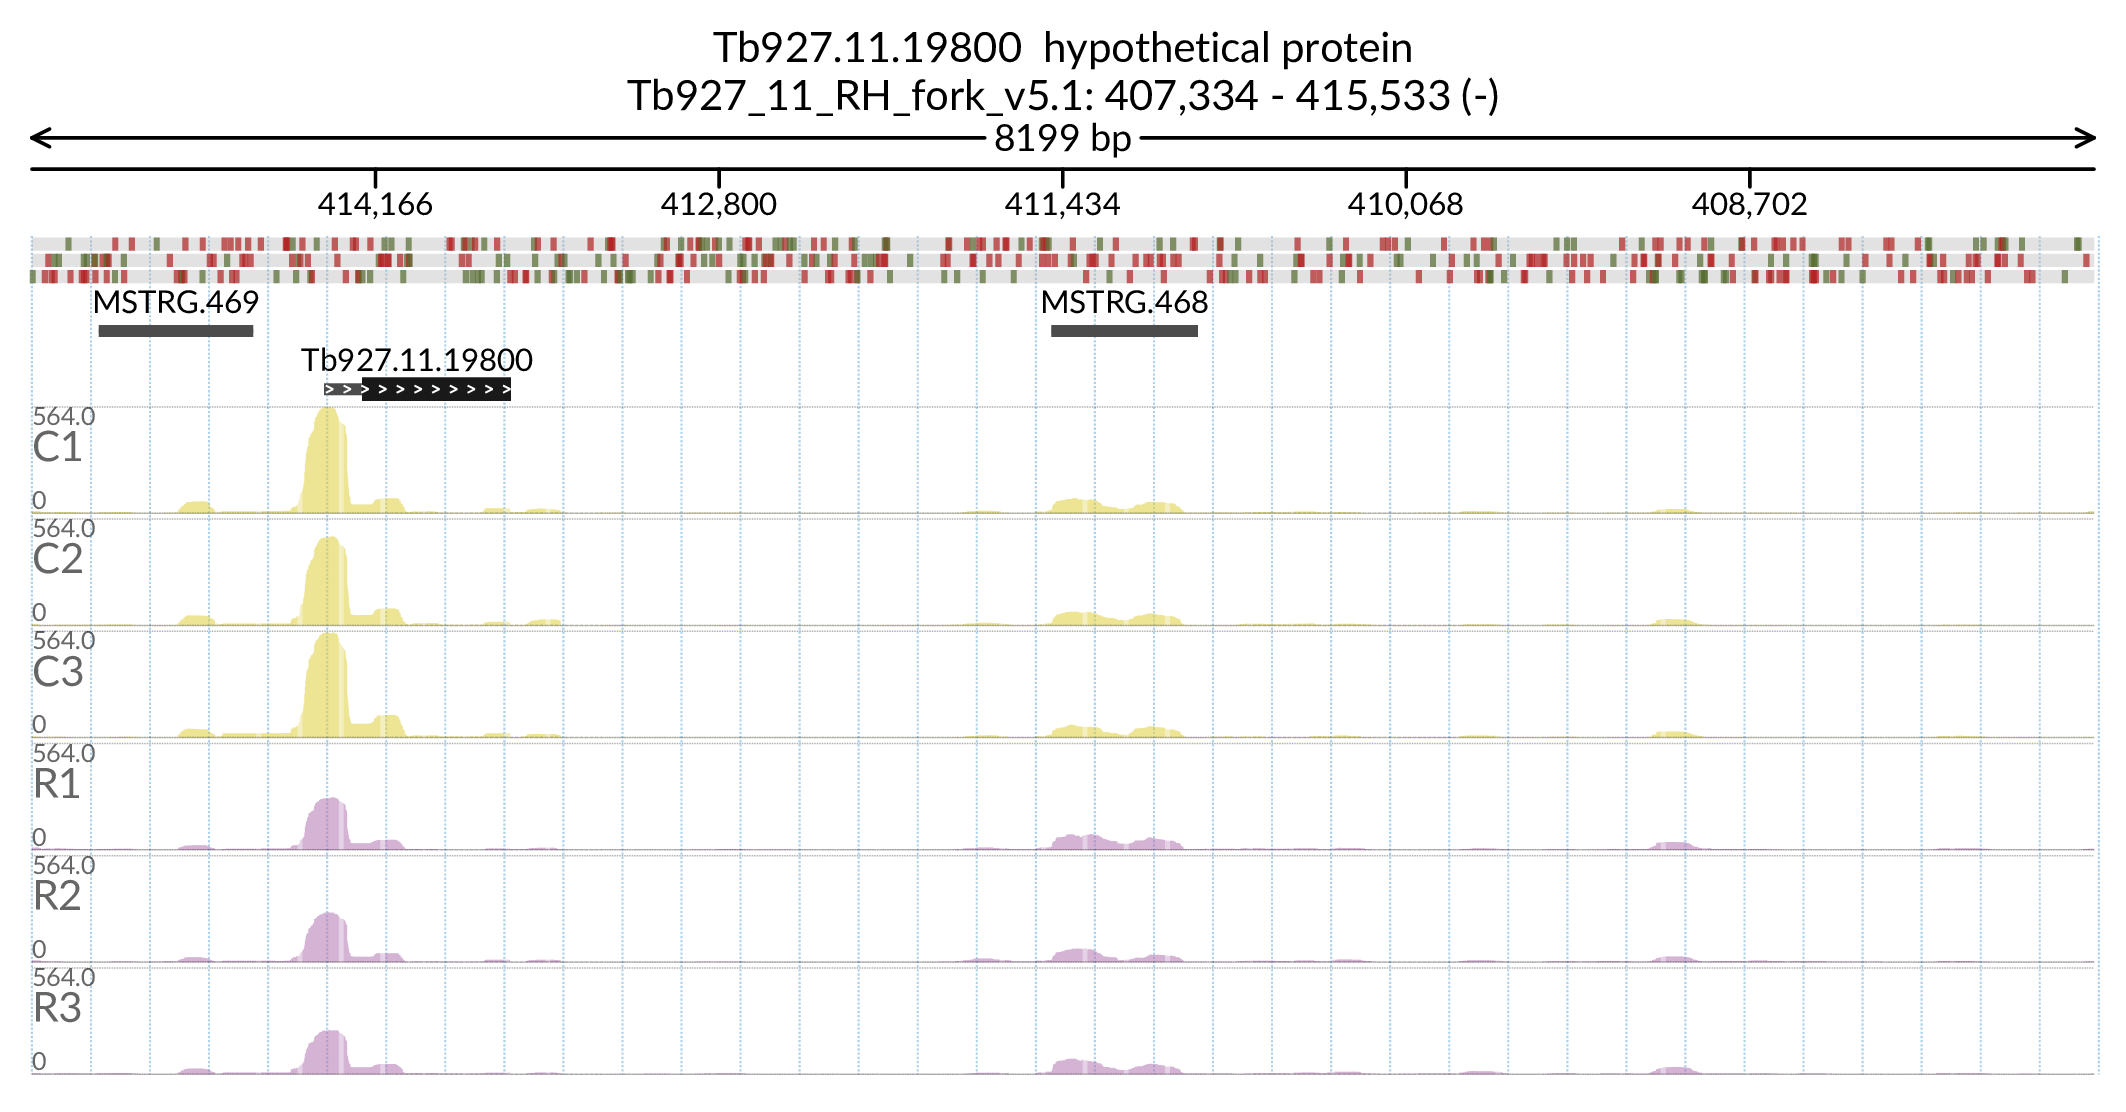 Tb927.11.19800 hypothetical protein
Tb927_11_RH_fork_v5.1: 407,334 - 415,533 (-)
8199 bp
414,166 412,800 411,434 410,068 408,702
MSTRG.469 MSTRG.468
Tb927.11.19800
564.0
C1
0
564.0
C2
0
564.0
C3
0
564.0
R1
0
564.0
R2
0
564.0
R3
0